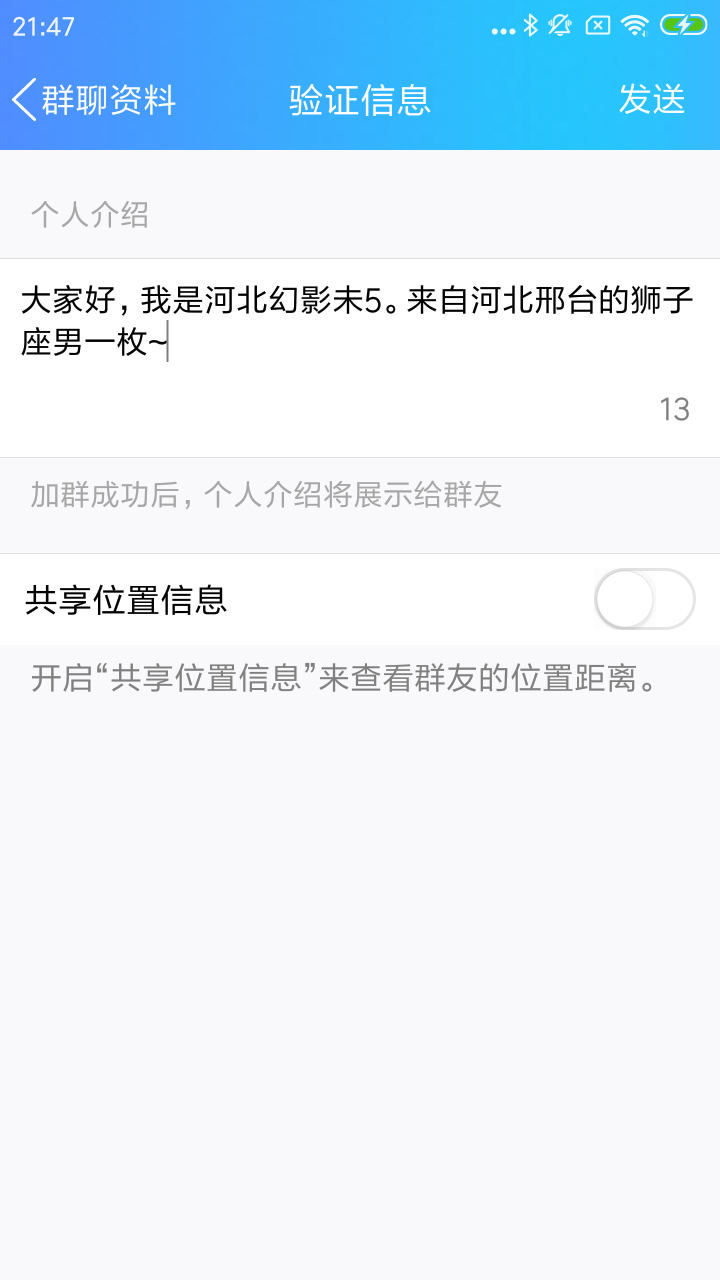 21:47
群聊资料
验证信息
发送
个人介绍
大家好，我是河北幻影未5。来自河北邢台的狮子
座男一枚~
13
加群成功后，个人介绍将展示给群友
共享位置信息
开启“共享位置信息”来查看群友的位置距离。